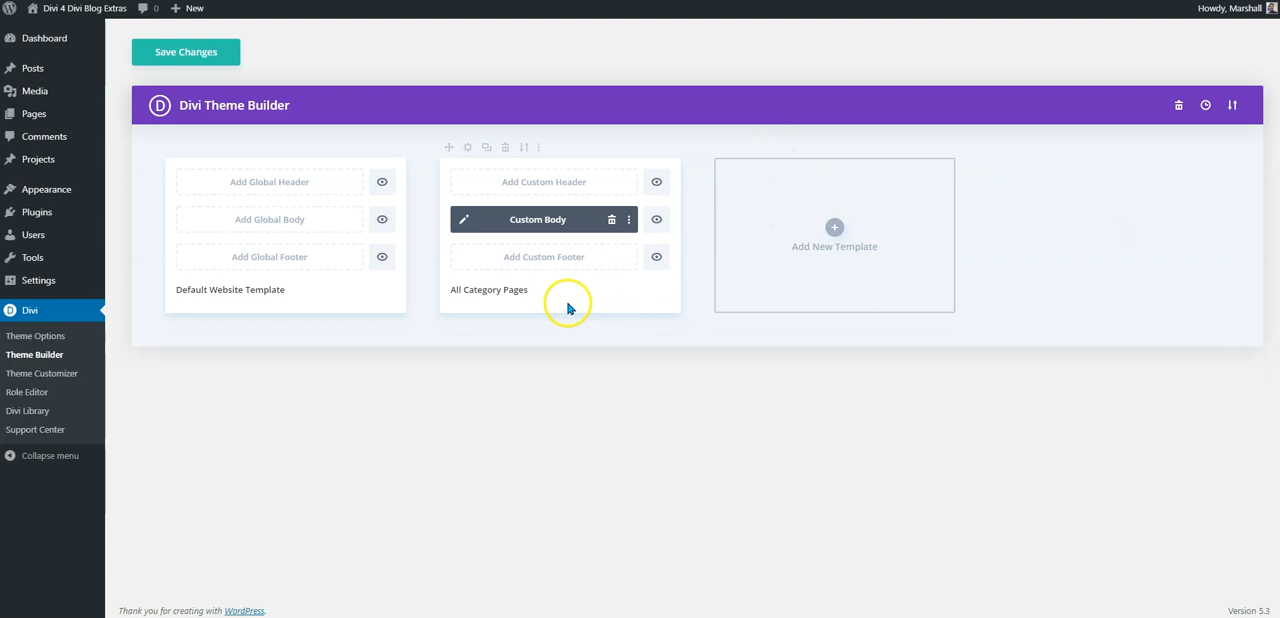 Divi 4 Divi Blog Extras
0
New
Howdy, Marshall
Dashboard
Posts
Media
Pages
Comments
Projects
Appearance
Plugins
Users
Tools
Settings
Divi
Theme Options
Theme Builder
Theme Customizer
Role Editor
Divi Library
Support Center
Collapse menu
Save Changes
D Divi Theme Builder
Add Global Header
Add Global Body
Add Global Footer
Default Website Template
Add Custom Header
Custom Body
Add Custom Footer
All Category Pages
Add New Template
Thank you for creating with WordPress.
Version 5.3